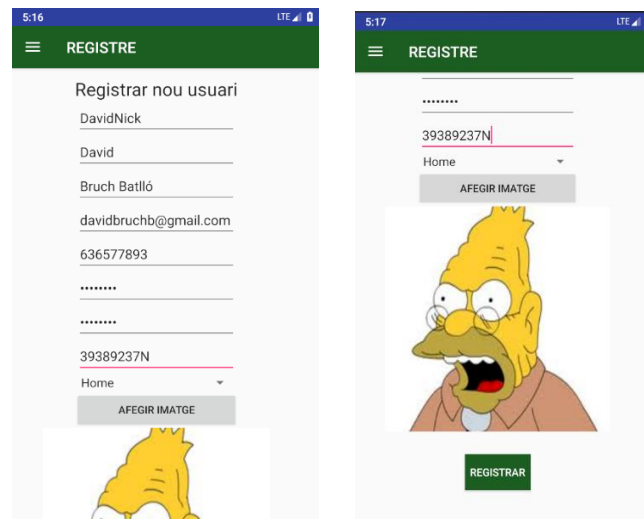 5:16 LTE
REGISTRE
Registrar nou usuari
DavidNick
David
Bruch Batlló
davidbruchb@gmail.com
636577893
••••••••
••••••••
39389237N
Home
AFEGIR IMATGE
5:17 LTE
REGISTRE
••••••••
39389237N
Home
AFEGIR IMATGE
REGISTRAR